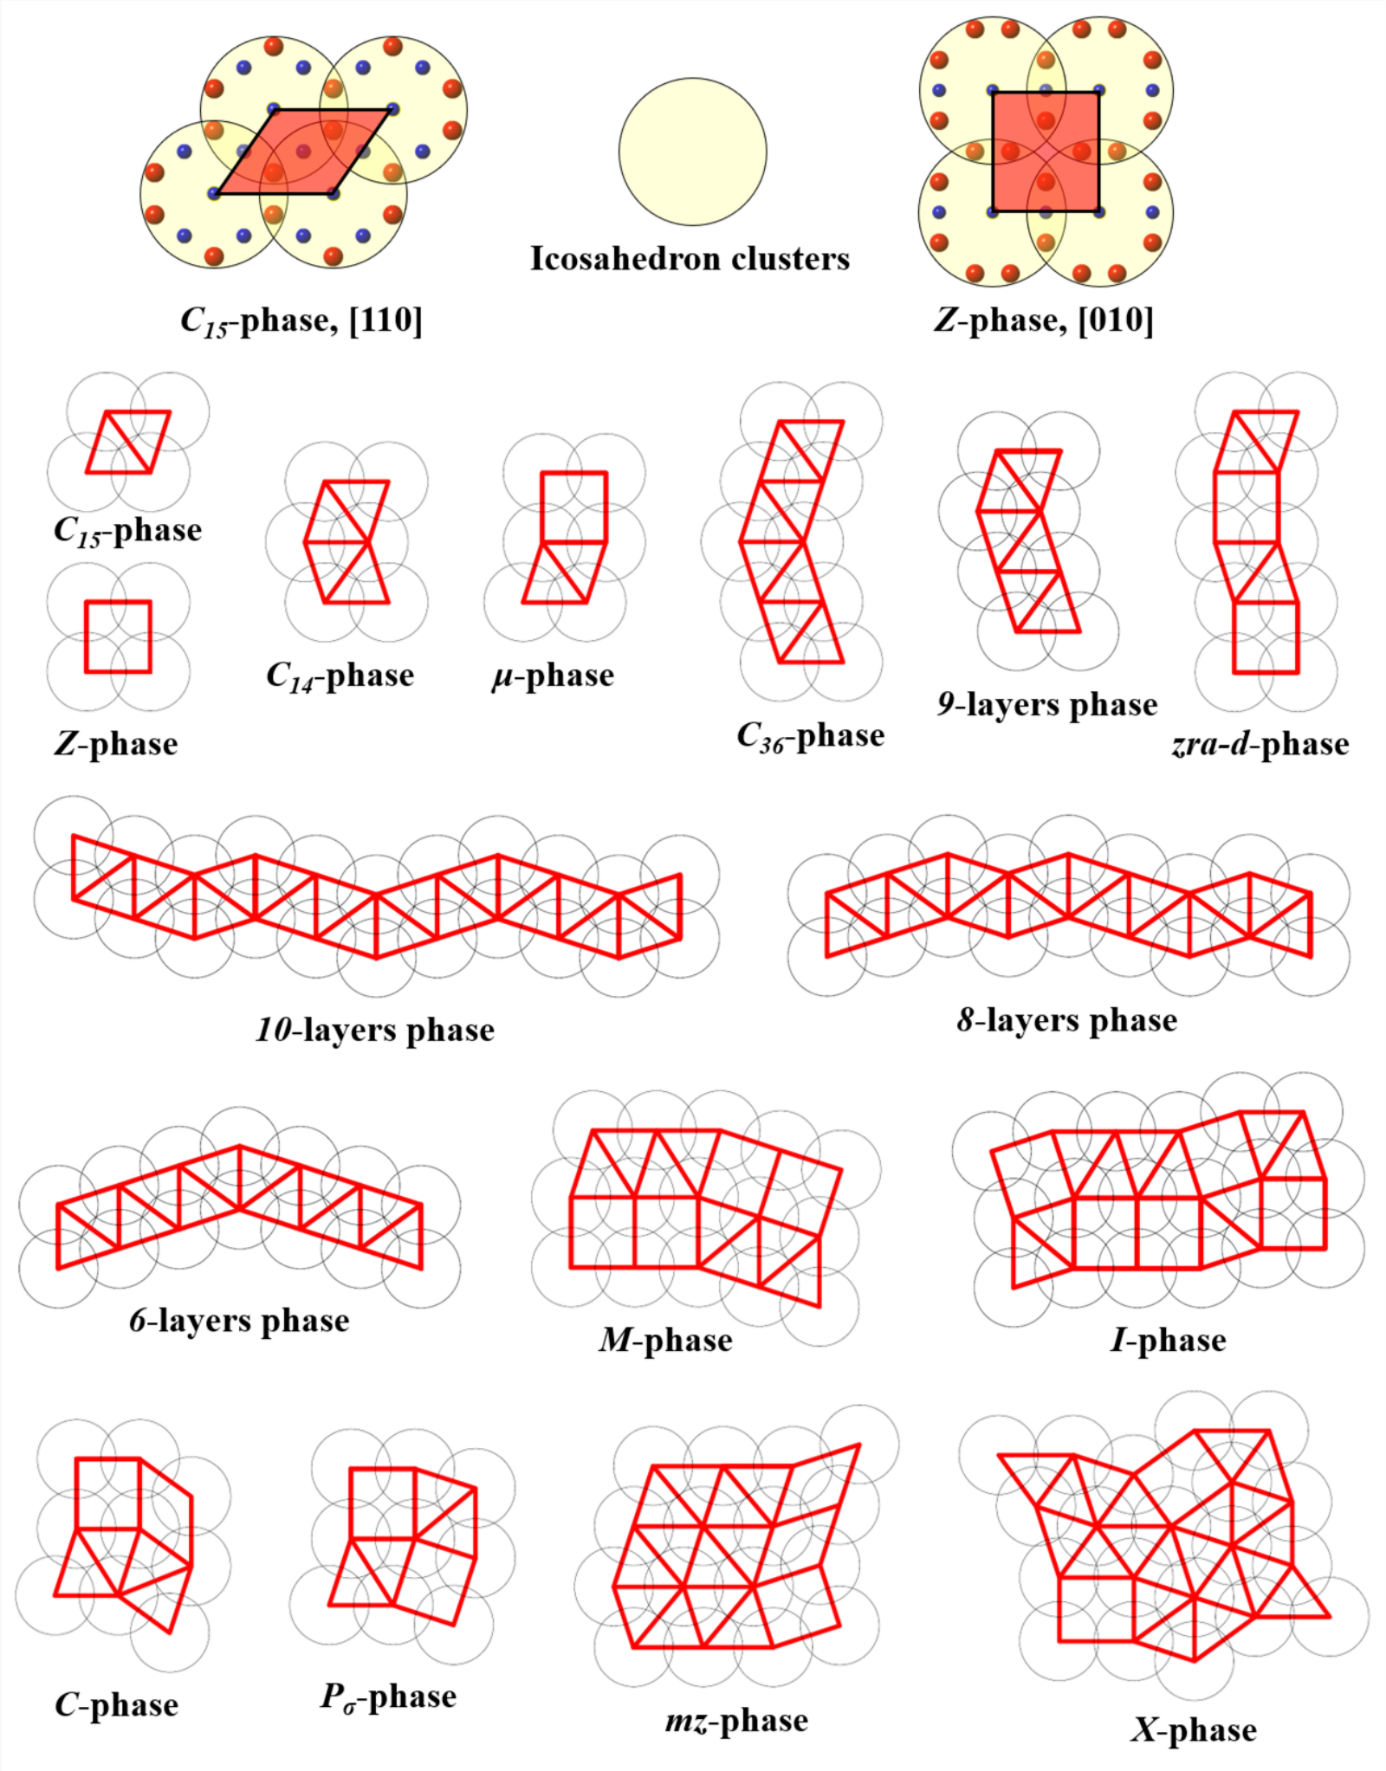 Icosahedron clusters
C15-phase, [110]
Z-phase, [010]
C15-phase
Z-phase
C14-phase
μ-phase
C36-phase
9-layers phase
zra-d-phase
10-layers phase
8-layers phase
6-layers phase
M-phase
I-phase
C-phase
Pσ-phase
mz-phase
X-phase